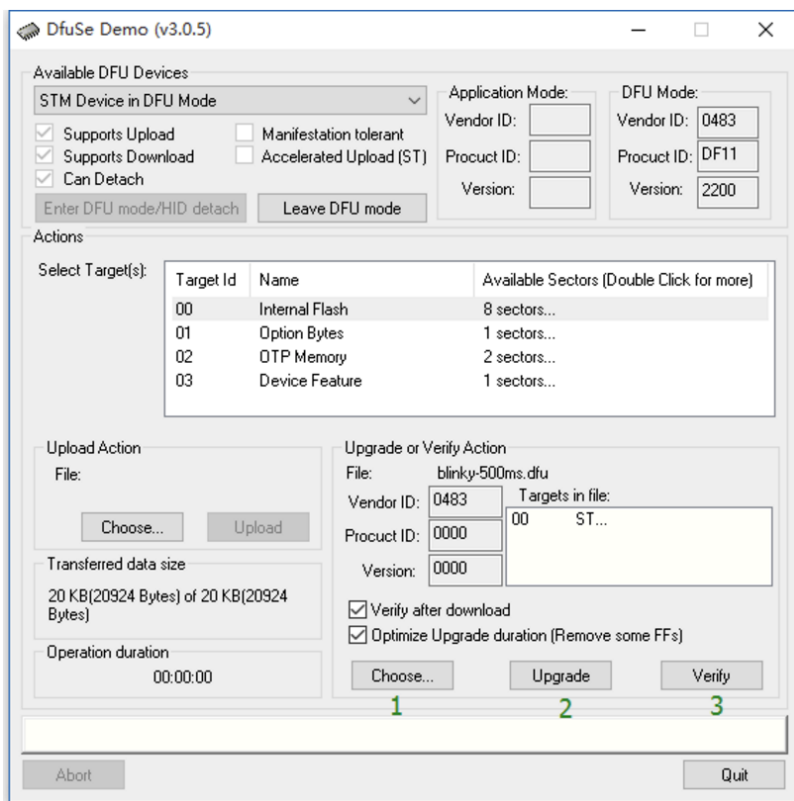 DfuSe Demo (v3.0.5)
Available DFU Devices
STM Device in DFU Mode
Supports Upload
Manifestation tolerant
Supports Download
Accelerated Upload (ST)
Can Detach
Enter DFU mode/HID detach
Leave DFU mode
Application Mode:
Vendor ID:
Procuct ID:
Version:
DFU Mode:
Vendor ID: 0483
Procuct ID: DF11
Version: 2200
Actions
Select Target(s):
Target Id Name Available Sectors (Double Click for more)
00 Internal Flash 8 sectors...
01 Option Bytes 1 sectors...
02 OTP Memory 2 sectors...
03 Device Feature 1 sectors...
Upload Action
File:
Choose... Upload
Transferred data size
20 KB(20924 Bytes) of 20 KB(20924
Bytes)
Operation duration
00:00:00
Upgrade or Verify Action
File: blinky-500ms.dfu
Vendor ID: 0483
Procuct ID: 0000
Version: 0000
Targets in file:
00 ST...
Verify after download
Optimize Upgrade duration (Remove some FFs)
Choose... Upgrade Verify
1 2 3
Abort Quit